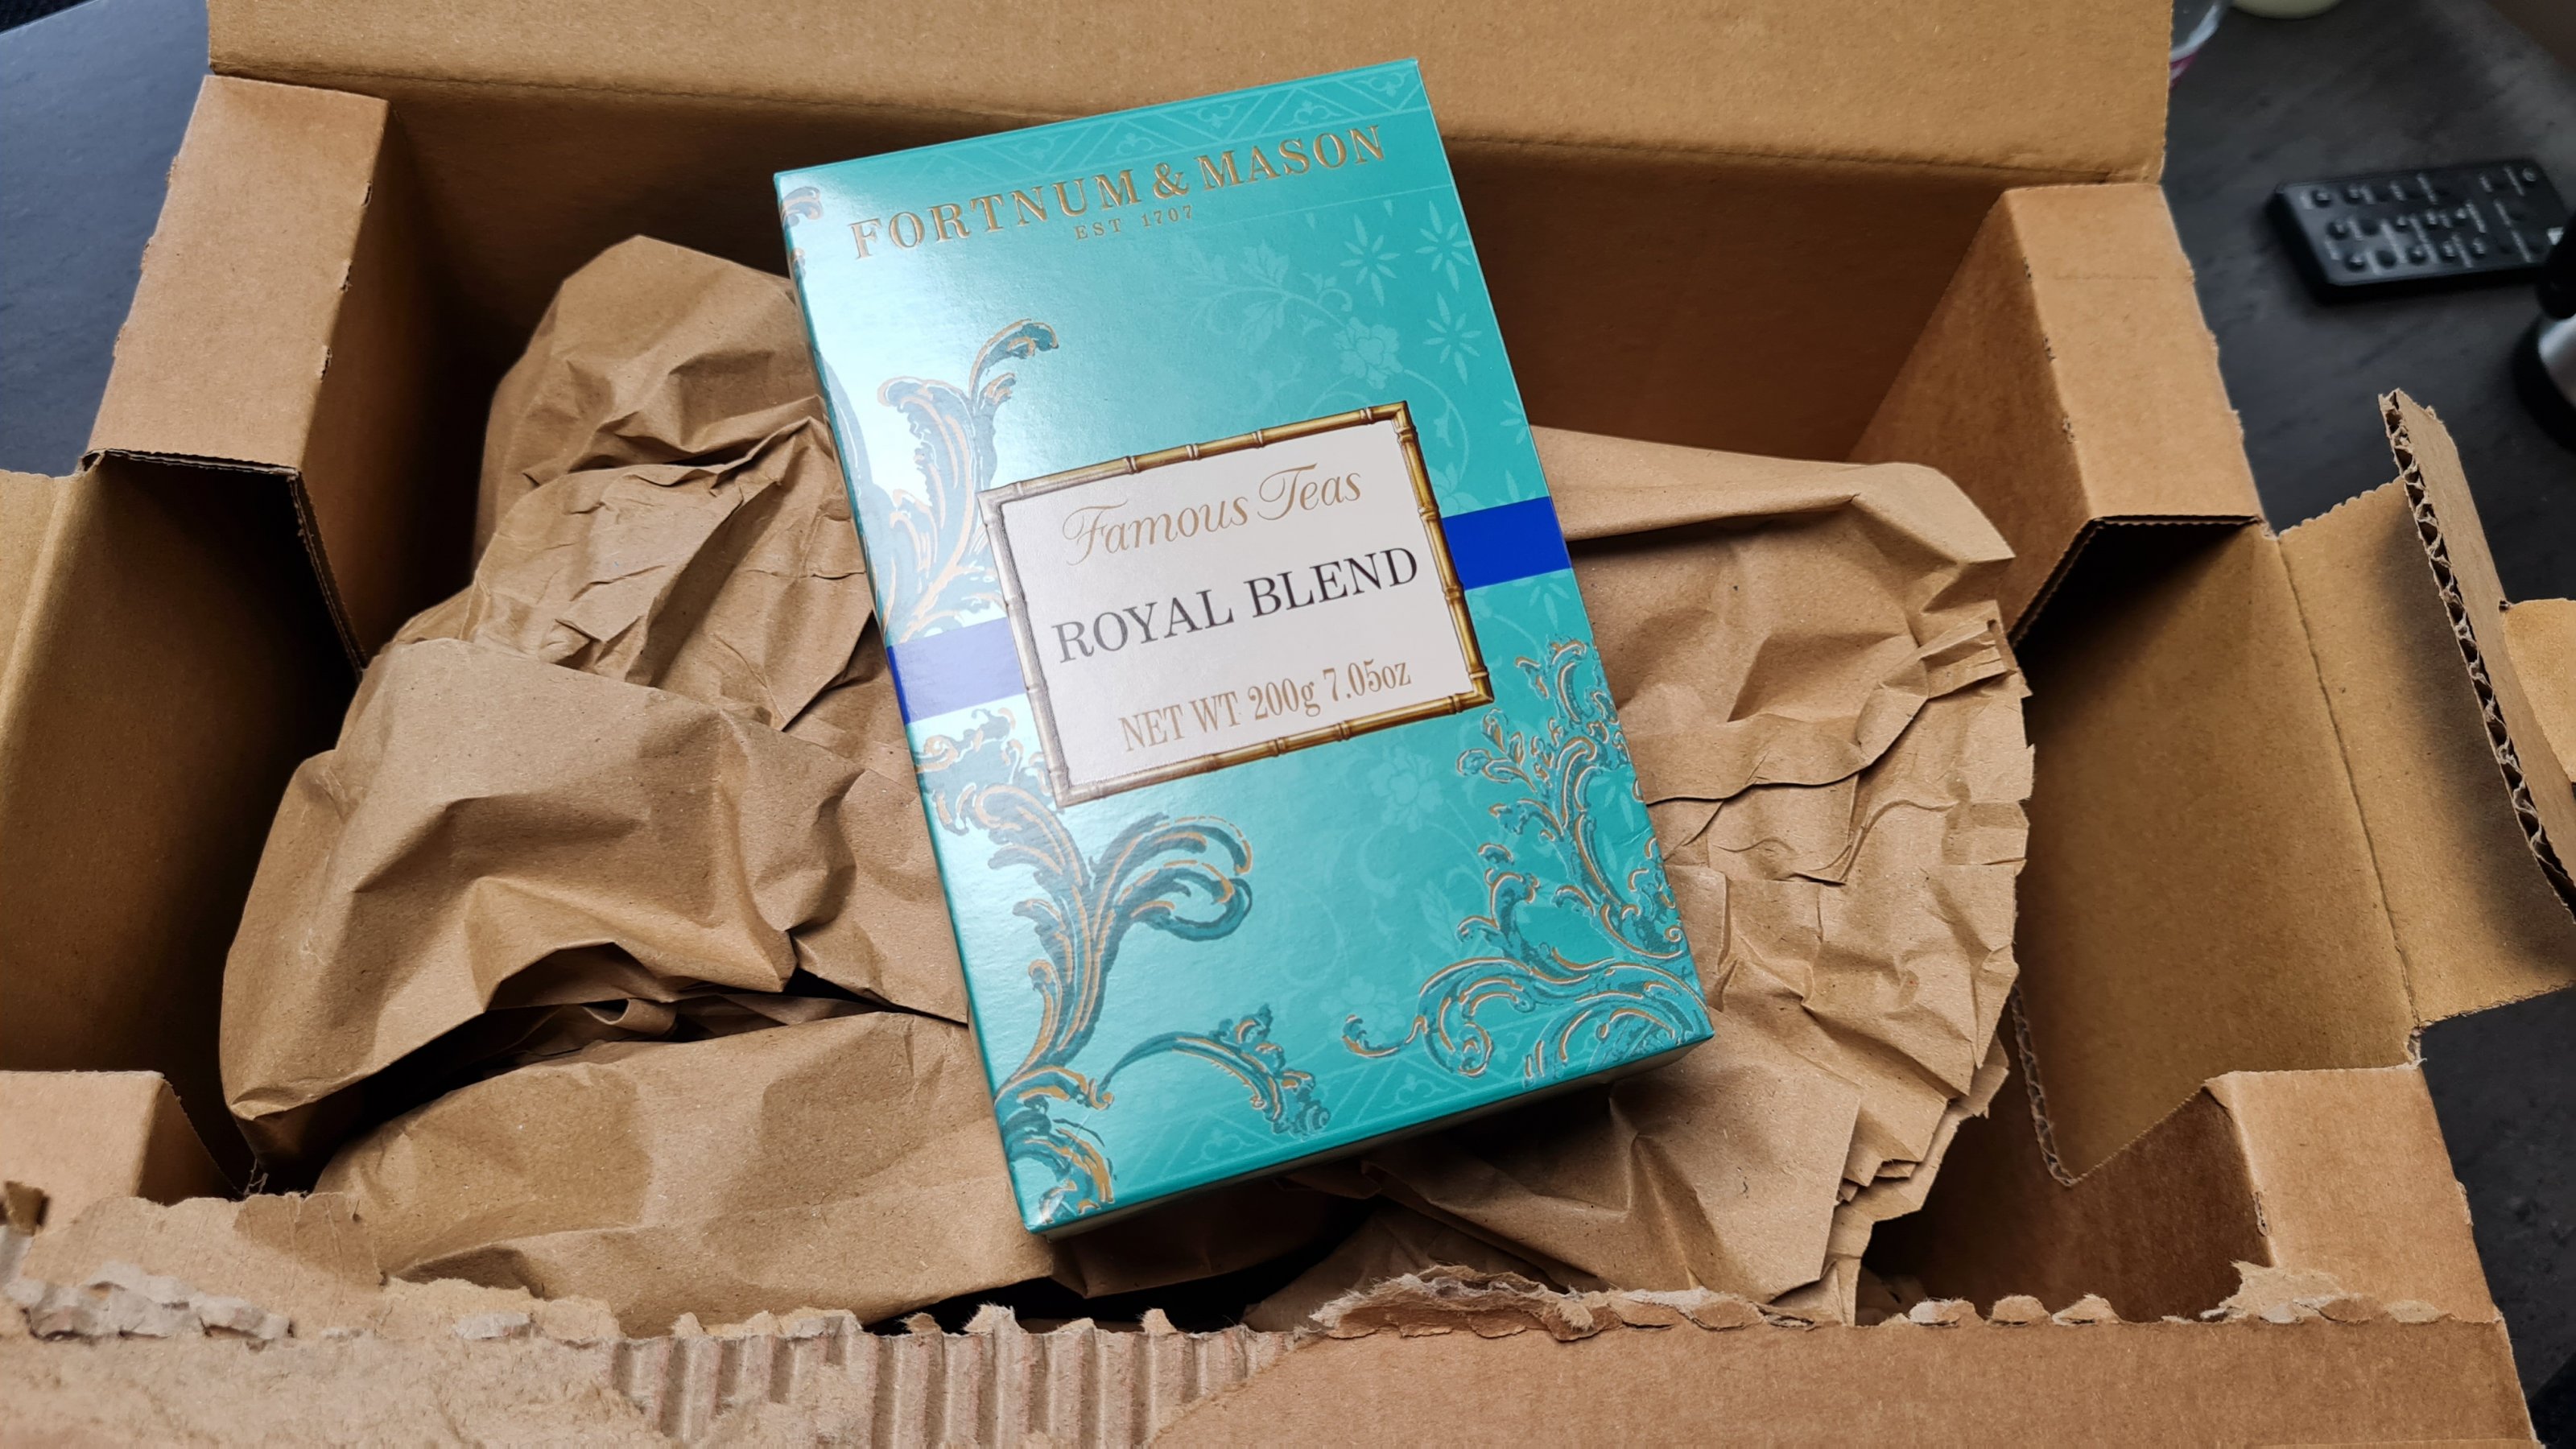 FORTNUM & MASON
EST 1707
Famous Teas
ROYAL BLEND
NET WT 200g 7.05oz